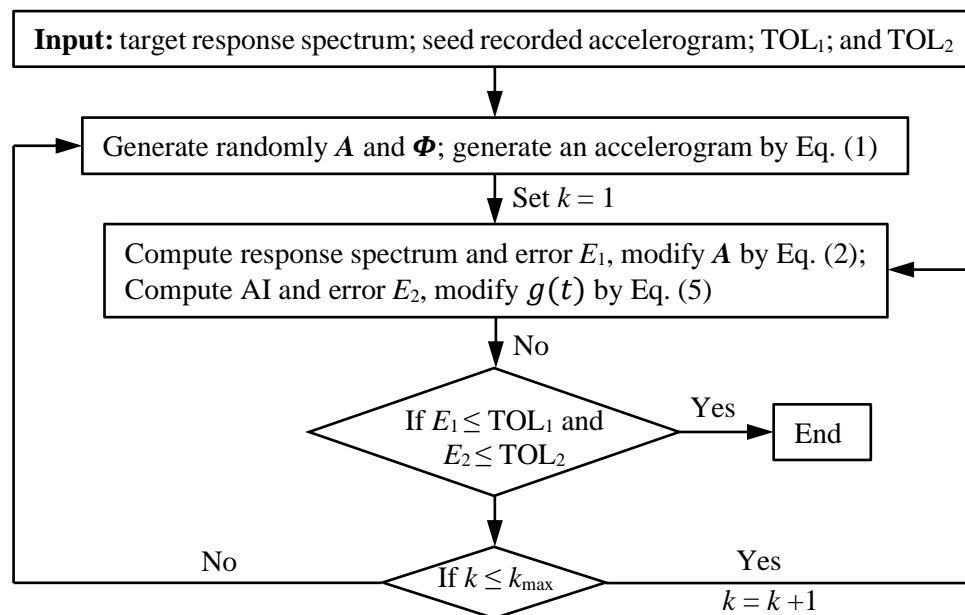 Input: target response spectrum; seed recorded accelerogram; TOL₁; and TOL₂
Generate randomly A and Φ; generate an accelerogram by Eq. (1)
Set k = 1
Compute response spectrum and error E₁, modify A by Eq. (2);
Compute AI and error E₂, modify g(t) by Eq. (5)
No
If E₁ ≤ TOL₁ and
E₂ ≤ TOL₂
Yes
End
No
If k ≤ kmax
Yes
k = k +1